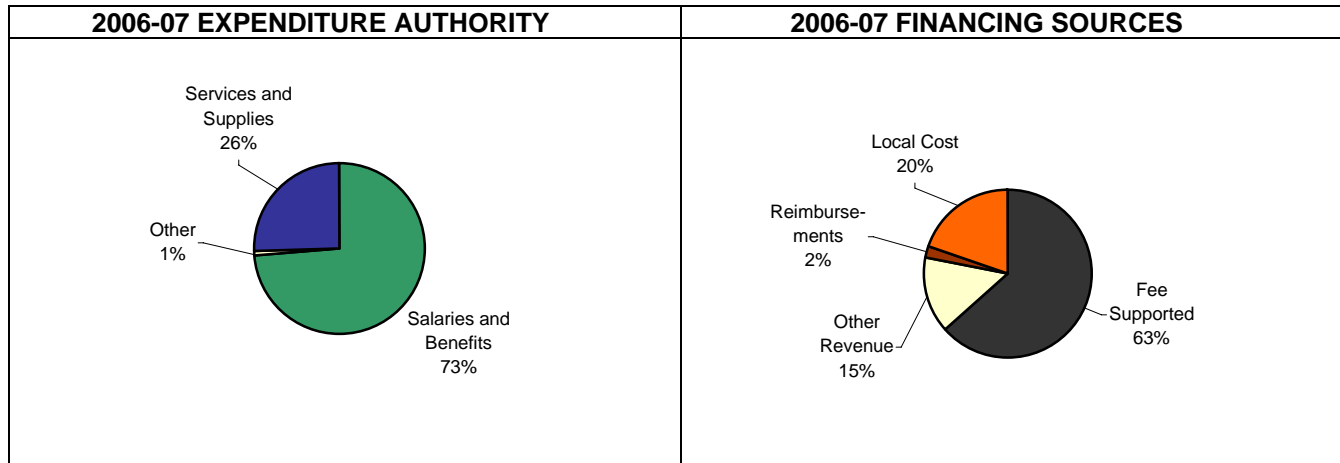 2006-07 EXPENDITURE AUTHORITY
Services and
Supplies
26%
Other
1%
Salaries and
Benefits
73%
2006-07 FINANCING SOURCES
Local Cost
20%
Reimburse-
ments
2%
Other
Revenue
15%
Fee
Supported
63%